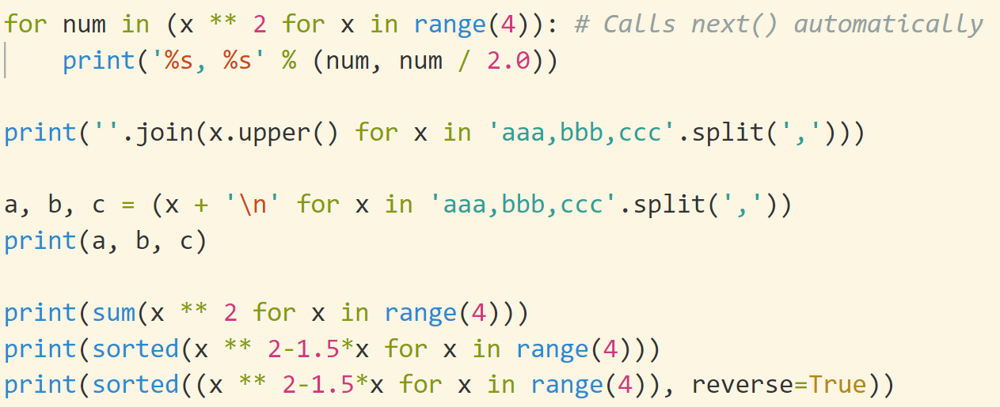 for num in (x ** 2 for x in range(4)): # Calls next() automatically
    print('%s, %s' % (num, num / 2.0))

print(''.join(x.upper() for x in 'aaa,bbb,ccc'.split(',')))

a, b, c = (x + '\n' for x in 'aaa,bbb,ccc'.split(','))
print(a, b, c)

print(sum(x ** 2 for x in range(4)))
print(sorted(x ** 2-1.5*x for x in range(4)))
print(sorted((x ** 2-1.5*x for x in range(4)), reverse=True))